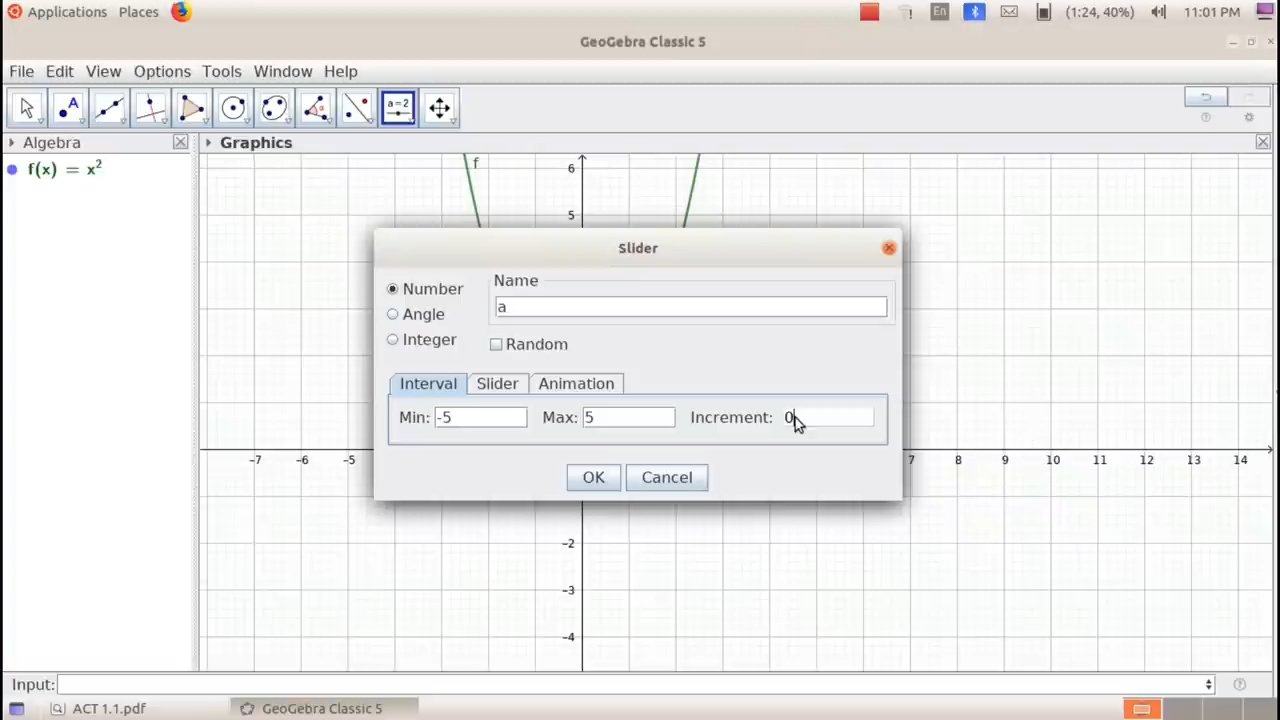 Applications Places En (1:24, 40%) 11:01 PM
GeoGebra Classic 5
File Edit View Options Tools Window Help
A a=2
Algebra Graphics
f(x) = x²
f
6
5
Slider
Number Name
a
Angle
Integer Random
Interval Slider Animation
Min: -5 Max: 5 Increment: 0
-7 -6 -5 7 8 9 10 11 12 13 14
OK Cancel
-2
-3
-4
Input:
ACT 1.1.pdf GeoGebra Classic 5